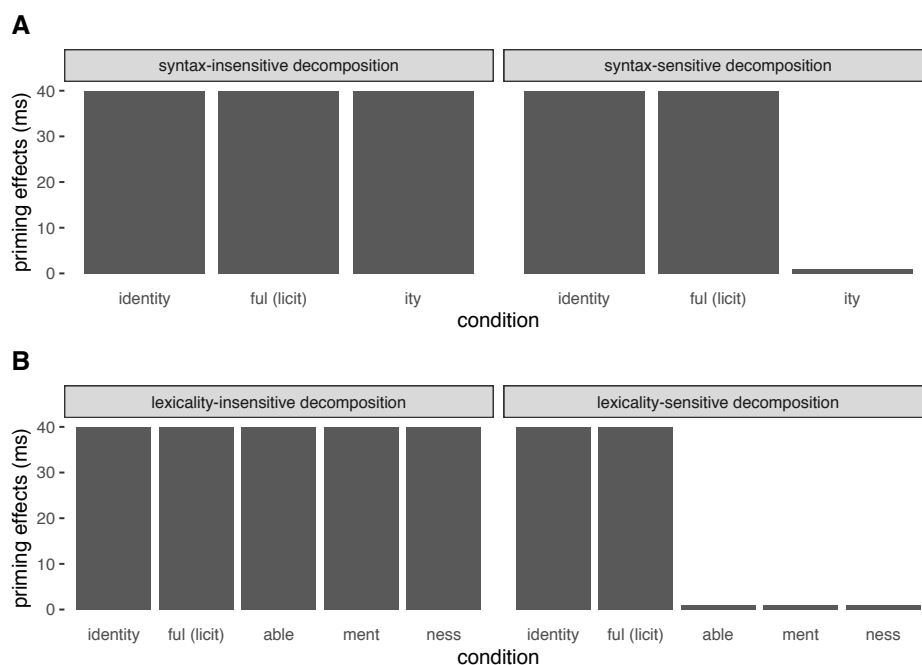 A
syntax-insensitive decomposition
syntax-sensitive decomposition
priming effects (ms)
40
30
20
10
0
identity
ful (licit)
ity
identity
ful (licit)
ity
condition
B
lexicality-insensitive decomposition
lexicality-sensitive decomposition
priming effects (ms)
40
30
20
10
0
identity
ful (licit)
able
ment
ness
identity
ful (licit)
able
ment
ness
condition